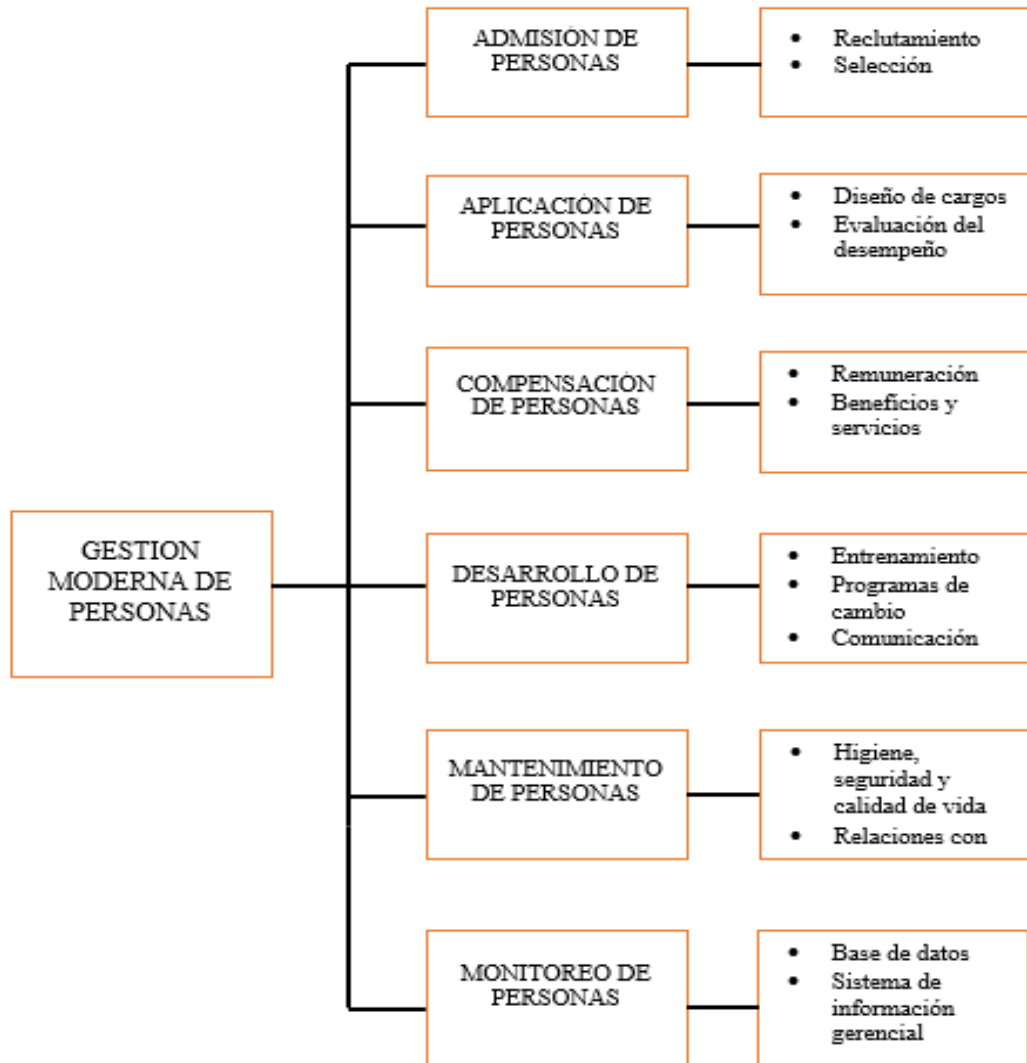 ADMISIÓN DE
PERSONAS
• Reclutamiento
• Selección
APLICACIÓN DE
PERSONAS
• Diseño de cargos
• Evaluación del
desempeño
COMPENSACIÓN
DE PERSONAS
• Remuneración
• Beneficios y
servicios
GESTION
MODERNA DE
PERSONAS
DESARROLLO DE
PERSONAS
• Entrenamiento
• Programas de
cambio
• Comunicación
MANTENIMIENTO
DE PERSONAS
• Higiene,
seguridad y
calidad de vida
• Relaciones con
MONITOREO DE
PERSONAS
• Base de datos
• Sistema de
información
gerencial